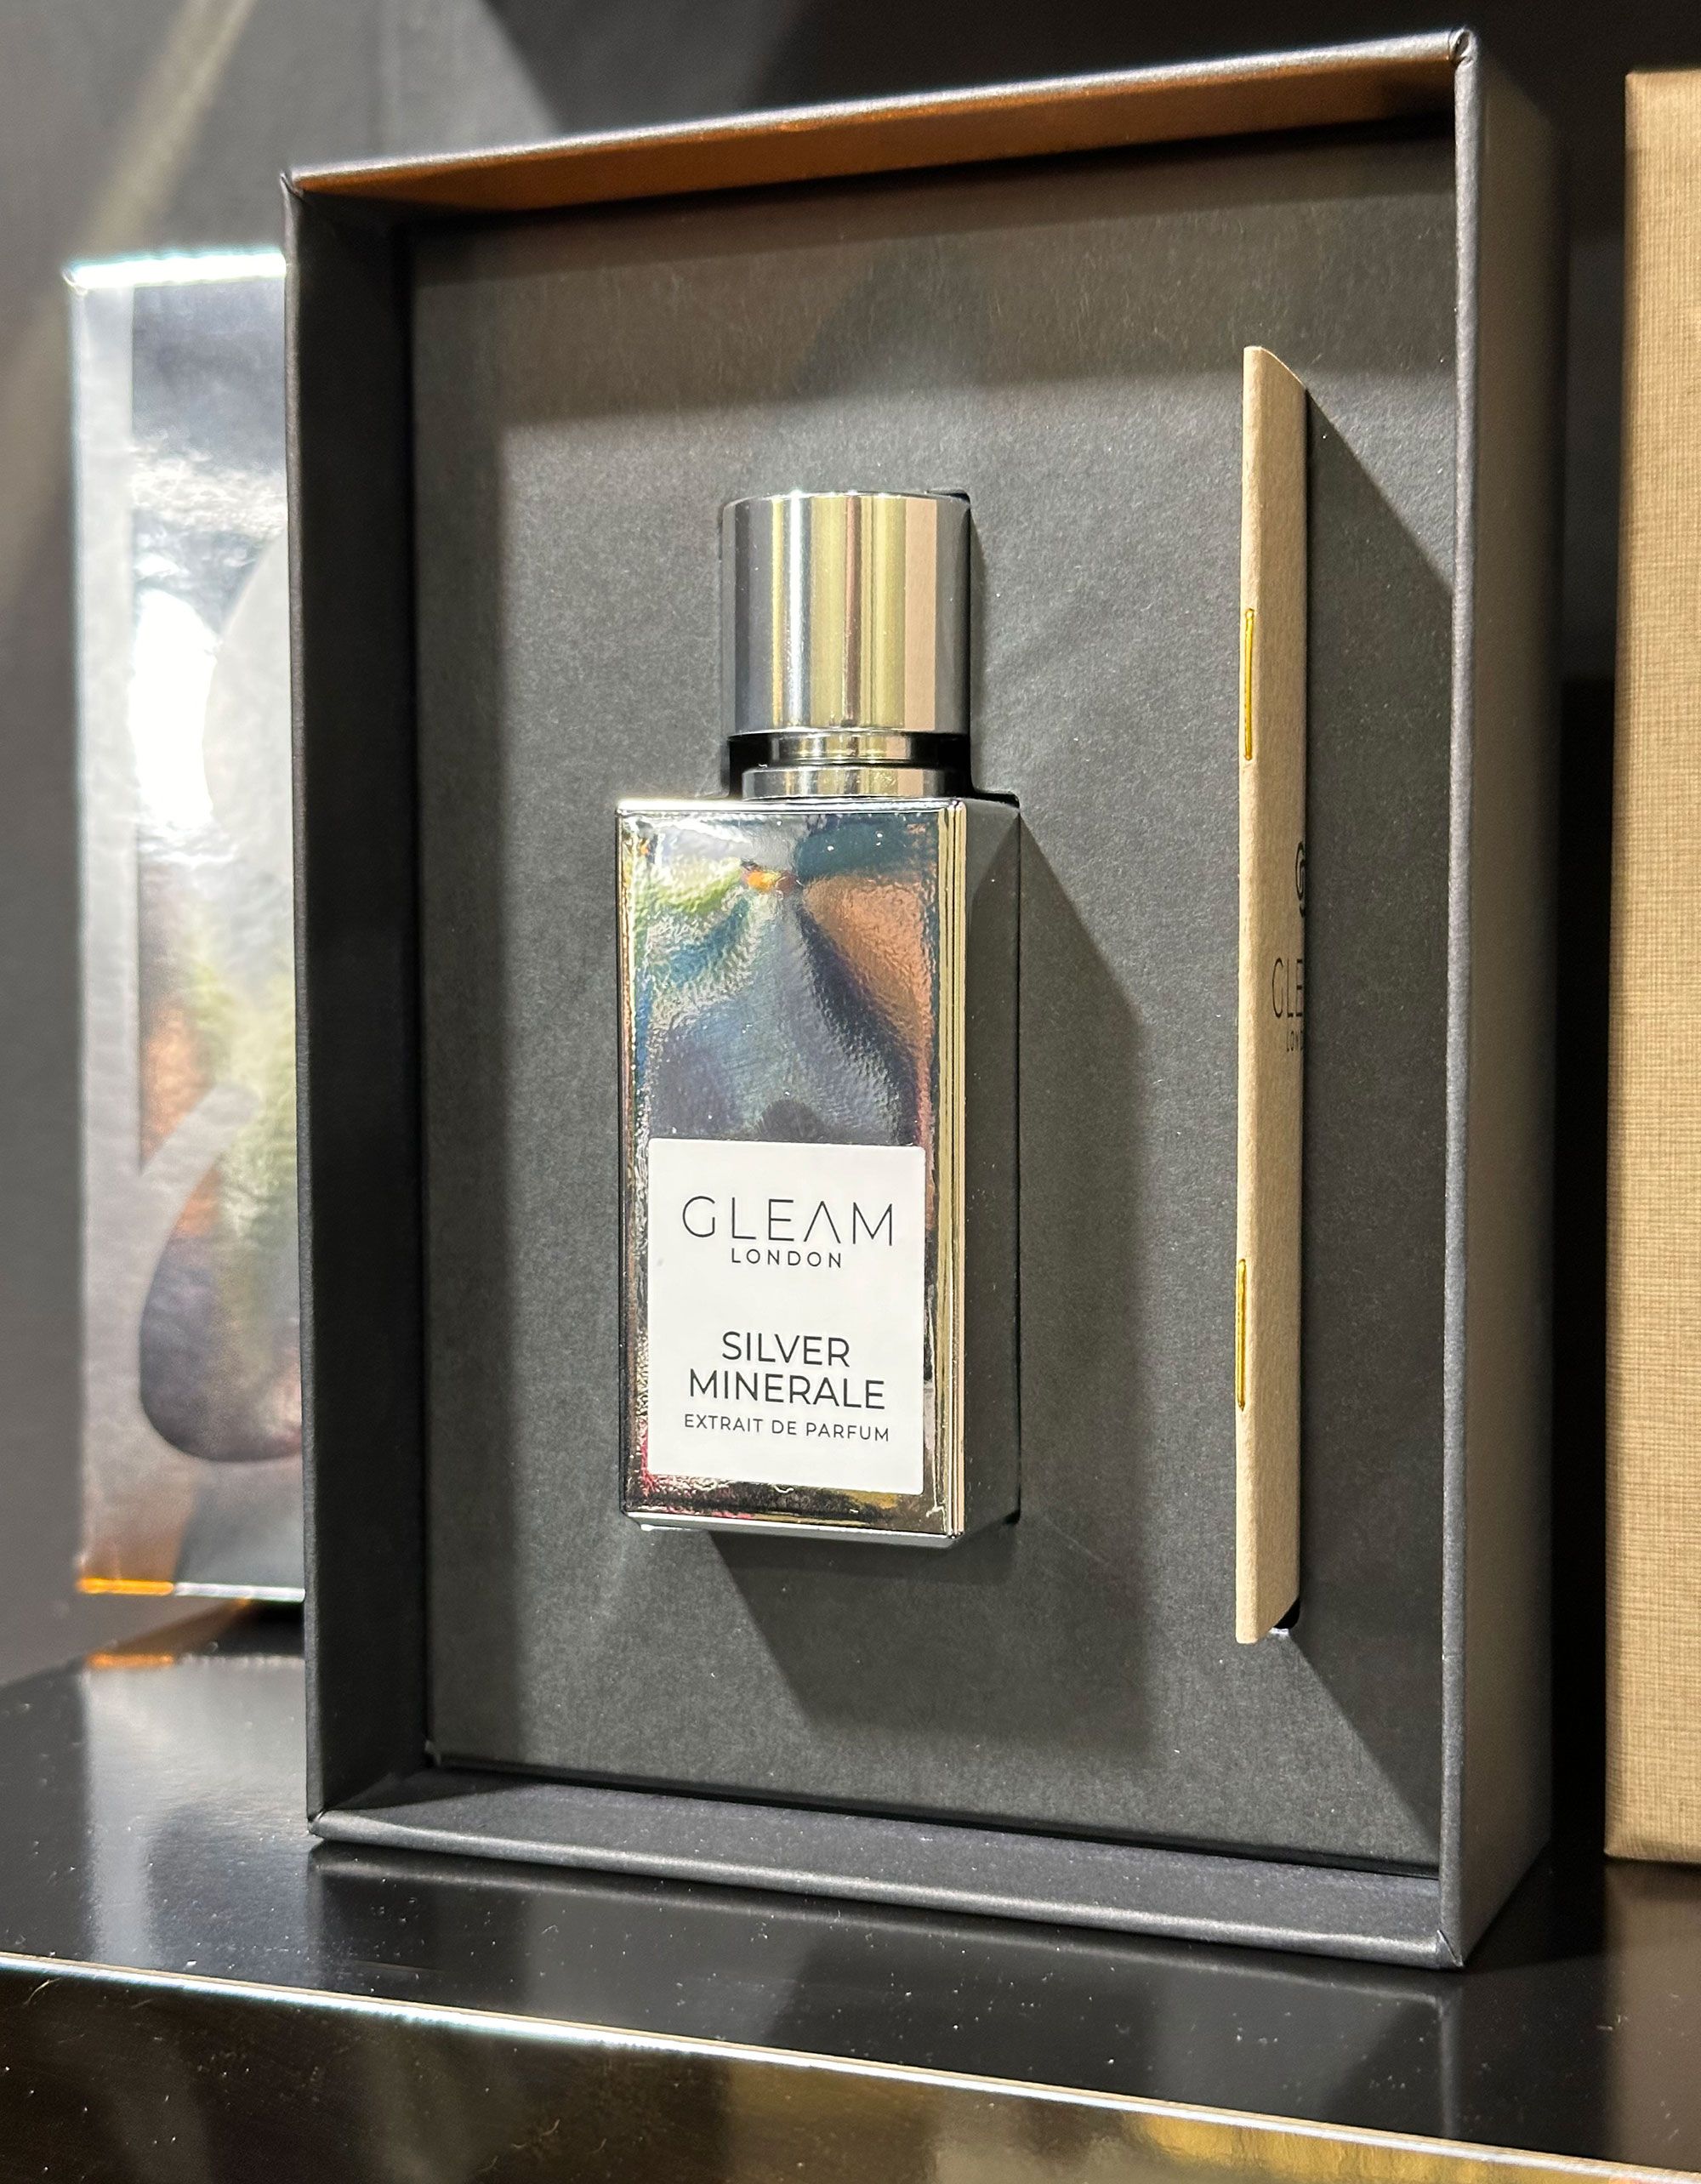 GLEAM
LONDON
SILVER
MINERALE
EXTRAIT DE PARFUM